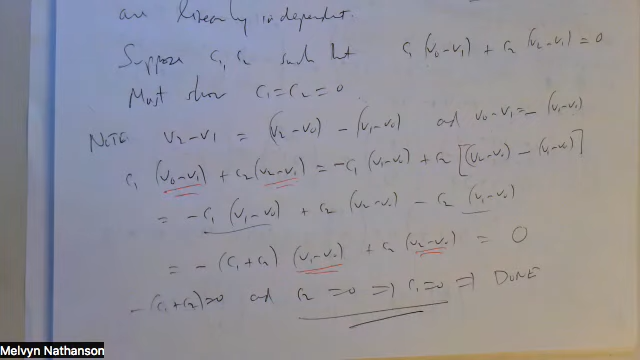 are linearly independent.
Suppose c₁, c₂ such that c₁(v₀-v₁) + c₂(v₂-v₁) = 0
Must show c₁ = c₂ = 0
NOTE v₂-v₁ = (v₂-v₀) - (v₁-v₀) and v₀-v₁ = -(v₁-v₀)
c₁(v₀-v₁) + c₂(v₂-v₁) = -c₁(v₁-v₀) + c₂[(v₂-v₀) - (v₁-v₀)]
= -c₁(v₁-v₀) + c₂(v₂-v₀) - c₂(v₁-v₀)
= -(c₁+c₂)(v₁-v₀) + c₂(v₂-v₀) = 0
-(c₁+c₂)=0 and c₂=0 ⇒ c₁=0 ⇒ DONE
Melvyn Nathanson